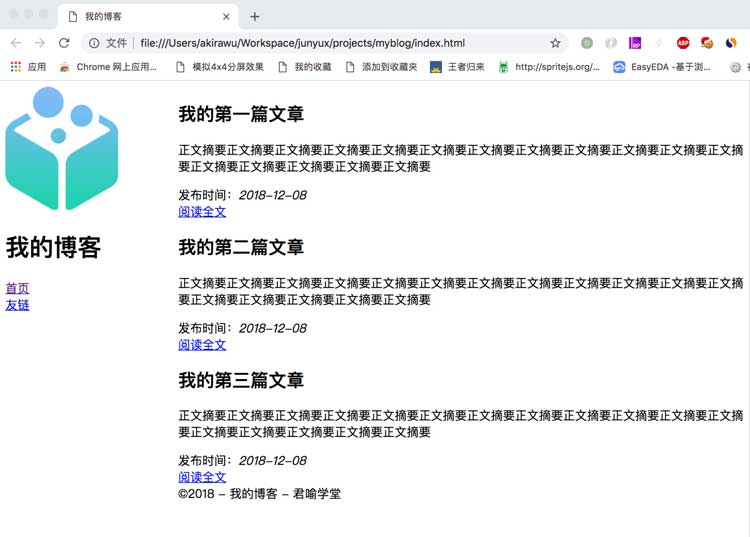 我的博客
文件 | file:///Users/akirawu/Workspace/junyux/projects/myblog/index.html
ABP
应用 Chrome 网上应用... 模拟4x4分屏效果 我的收藏 添加到收藏夹 王者归来 http://spritejs.org/... EasyEDA -基于浏...
我的博客
首页
友链
我的第一篇文章
正文摘要正文摘要正文摘要正文摘要正文摘要正文摘要正文摘要正文摘要正文摘要正文摘要正文摘要正文摘
要正文摘要正文摘要正文摘要正文摘要正文摘要
发布时间：2018-12-08
阅读全文
我的第二篇文章
正文摘要正文摘要正文摘要正文摘要正文摘要正文摘要正文摘要正文摘要正文摘要正文摘要正文摘要正文摘
要正文摘要正文摘要正文摘要正文摘要正文摘要
发布时间：2018-12-08
阅读全文
我的第三篇文章
正文摘要正文摘要正文摘要正文摘要正文摘要正文摘要正文摘要正文摘要正文摘要正文摘要正文摘要正文摘
要正文摘要正文摘要正文摘要正文摘要正文摘要
发布时间：2018-12-08
阅读全文
©2018 - 我的博客 - 君喻学堂